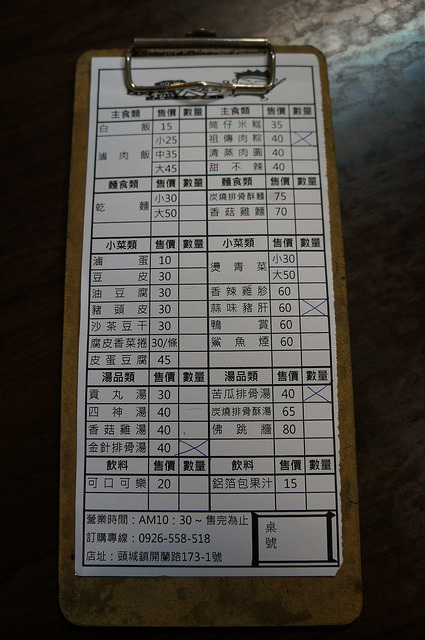 主食類 售價 數量 主食類 售價 數量
白飯 15 筒仔米糕 35
滷肉飯 小25 祖傳肉粽 40
中35 清蒸肉圓 40
大45 甜不辣 40
麵食類 售價 數量 麵食類 售價 數量
乾麵 小30 炭燒排骨酥麵 75
大50 香菇雞麵 70
小菜類 售價 數量 小菜類 售價 數量
滷蛋 10 燙青菜 小30
豆皮 30 大50
油豆腐 30 香辣雞胗 60
豬頭皮 30 蒜味豬肝 60
沙茶豆干 30 鴨賞 60
腐皮香菜捲 30/條 鯊魚煙 60
皮蛋豆腐 45
湯品類 售價 數量 湯品類 售價 數量
貢丸湯 30 苦瓜排骨湯 40
四神湯 40 炭燒排骨酥湯 65
香菇雞湯 40 佛跳牆 80
金針排骨湯 40
飲料 售價 數量 飲料 售價 數量
可口可樂 20 鋁箔包果汁 15
營業時間：AM10：30 ~ 售完為止
訂購專線：0926-558-518
店址：頭城鎮開蘭路173-1號
桌號